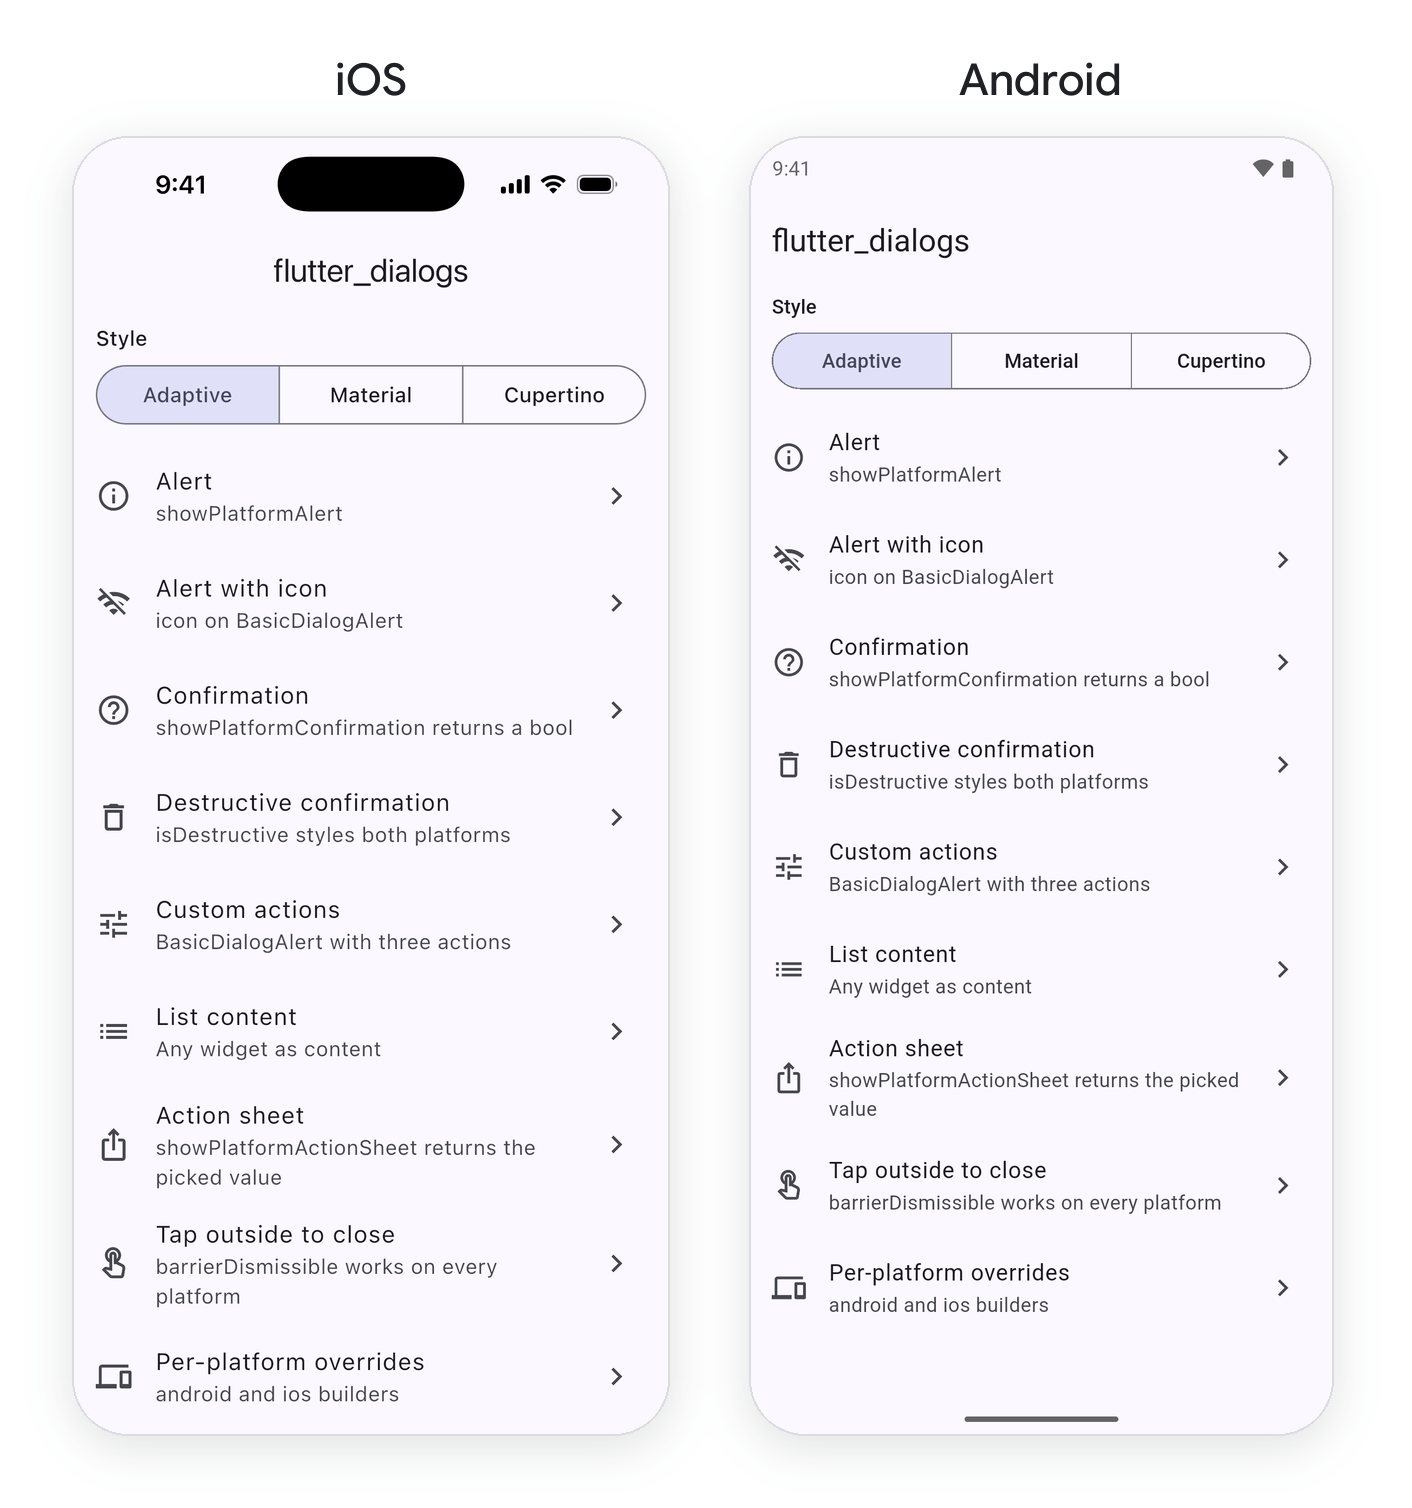 iOS
9:41
flutter_dialogs
Style
Adaptive
Material
Cupertino
Alert
showPlatformAlert
Alert with icon
icon on BasicDialogAlert
Confirmation
showPlatformConfirmation returns a bool
Destructive confirmation
isDestructive styles both platforms
Custom actions
BasicDialogAlert with three actions
List content
Any widget as content
Action sheet
showPlatformActionSheet returns the
picked value
Tap outside to close
barrierDismissible works on every
platform
Per-platform overrides
android and ios builders
Android
9:41
flutter_dialogs
Style
Adaptive
Material
Cupertino
Alert
showPlatformAlert
Alert with icon
icon on BasicDialogAlert
Confirmation
showPlatformConfirmation returns a bool
Destructive confirmation
isDestructive styles both platforms
Custom actions
BasicDialogAlert with three actions
List content
Any widget as content
Action sheet
showPlatformActionSheet returns the picked
value
Tap outside to close
barrierDismissible works on every platform
Per-platform overrides
android and ios builders